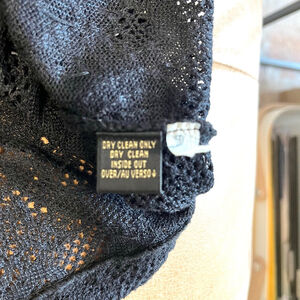 DRY CLEAN ONLY
DRY CLEAN
INSIDE OUT
OVER/AU VERSO↓